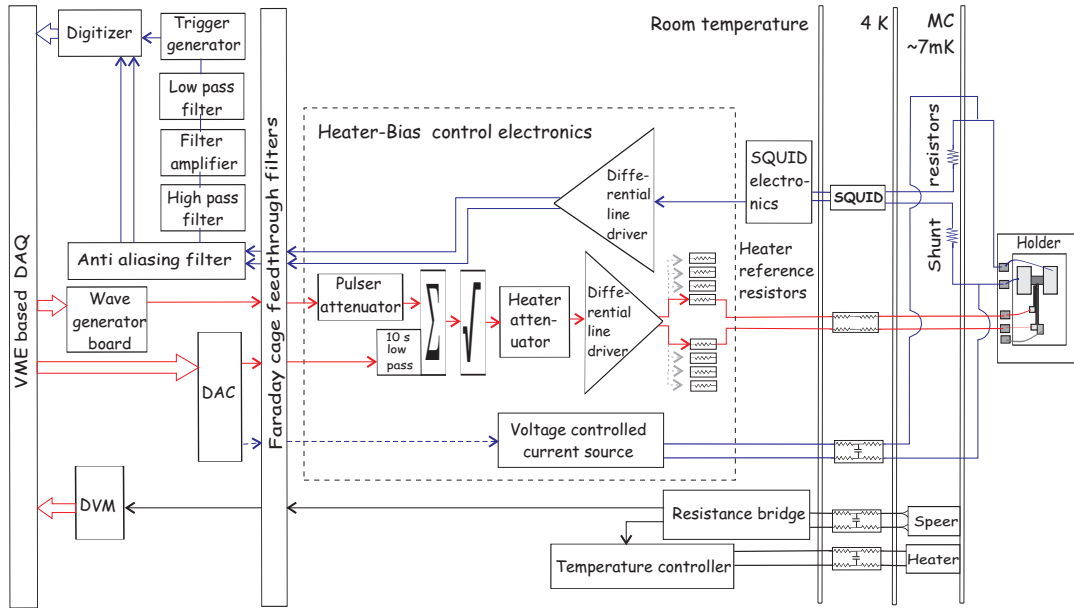 Room temperature
4 K
MC
~7mK
Digitizer
Trigger
generator
Low pass
filter
Filter
amplifier
High pass
filter
Anti aliasing filter
VME based DAQ
Faraday cage feedthrough filters
Heater-Bias control electronics
Diffe-
rential
line
driver
SQUID
electro-
nics
SQUID
resistors
Shunt
Holder
Wave
generator
board
Pulser
attenuator
Σ
√
10 s
low
pass
Heater
atten-
uator
Diffe-
rential
line
driver
Heater
reference
resistors
DAC
Voltage controlled
current source
DVM
Resistance bridge
Speer
Temperature controller
Heater